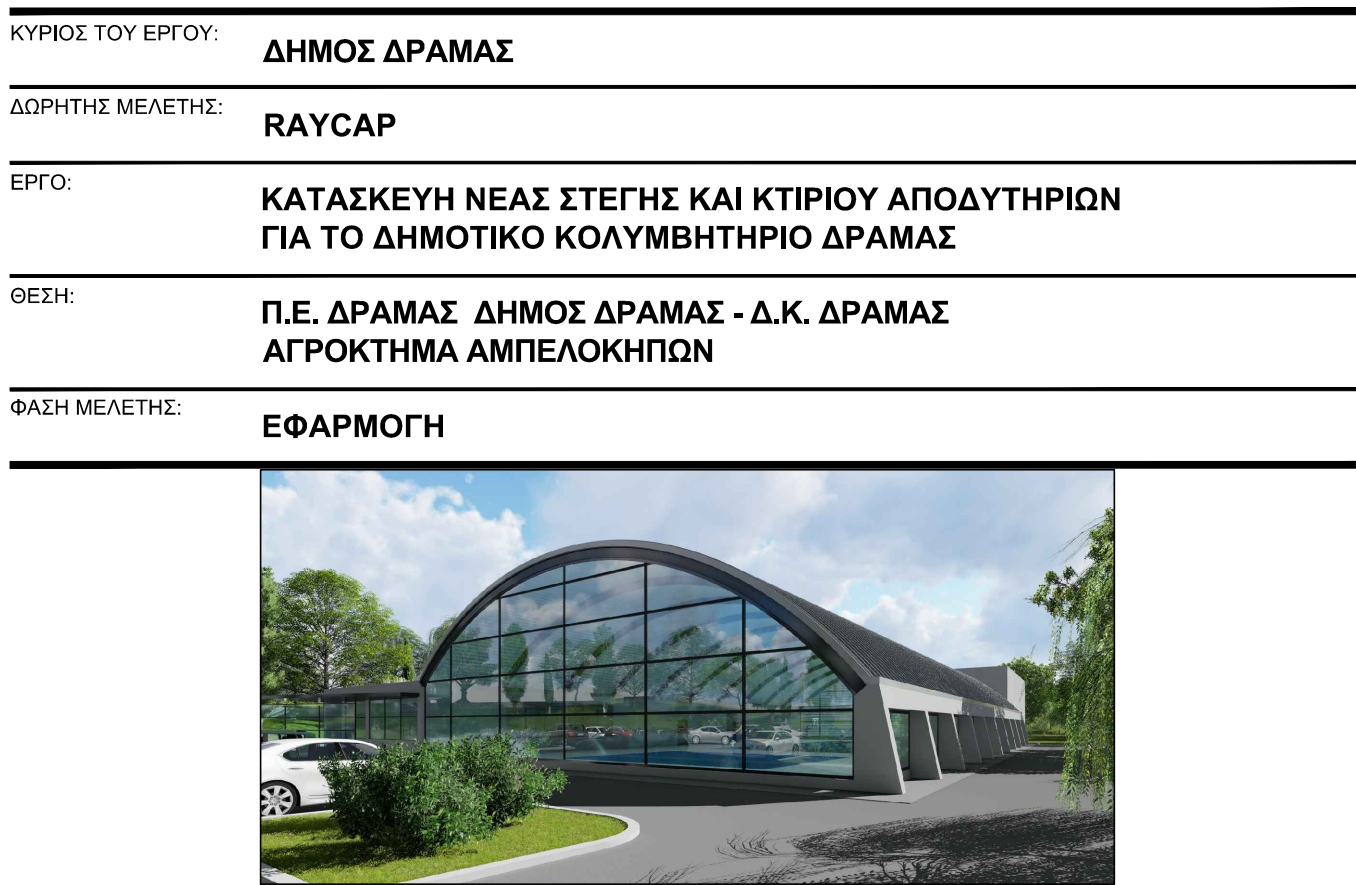 ΚΥΡΙΟΣ ΤΟΥ ΕΡΓΟΥ:
ΔΗΜΟΣ ΔΡΑΜΑΣ
ΔΩΡΗΤΗΣ ΜΕΛΕΤΗΣ:
RAYCAP
ΕΡΓΟ:
ΚΑΤΑΣΚΕΥΗ ΝΕΑΣ ΣΤΕΓΗΣ ΚΑΙ ΚΤΙΡΙΟΥ ΑΠΟΔΥΤΗΡΙΩΝ
ΓΙΑ ΤΟ ΔΗΜΟΤΙΚΟ ΚΟΛΥΜΒΗΤΗΡΙΟ ΔΡΑΜΑΣ
ΘΕΣΗ:
Π.Ε. ΔΡΑΜΑΣ ΔΗΜΟΣ ΔΡΑΜΑΣ - Δ.Κ. ΔΡΑΜΑΣ
ΑΓΡΟΚΤΗΜΑ ΑΜΠΕΛΟΚΗΠΩΝ
ΦΑΣΗ ΜΕΛΕΤΗΣ:
ΕΦΑΡΜΟΓΗ